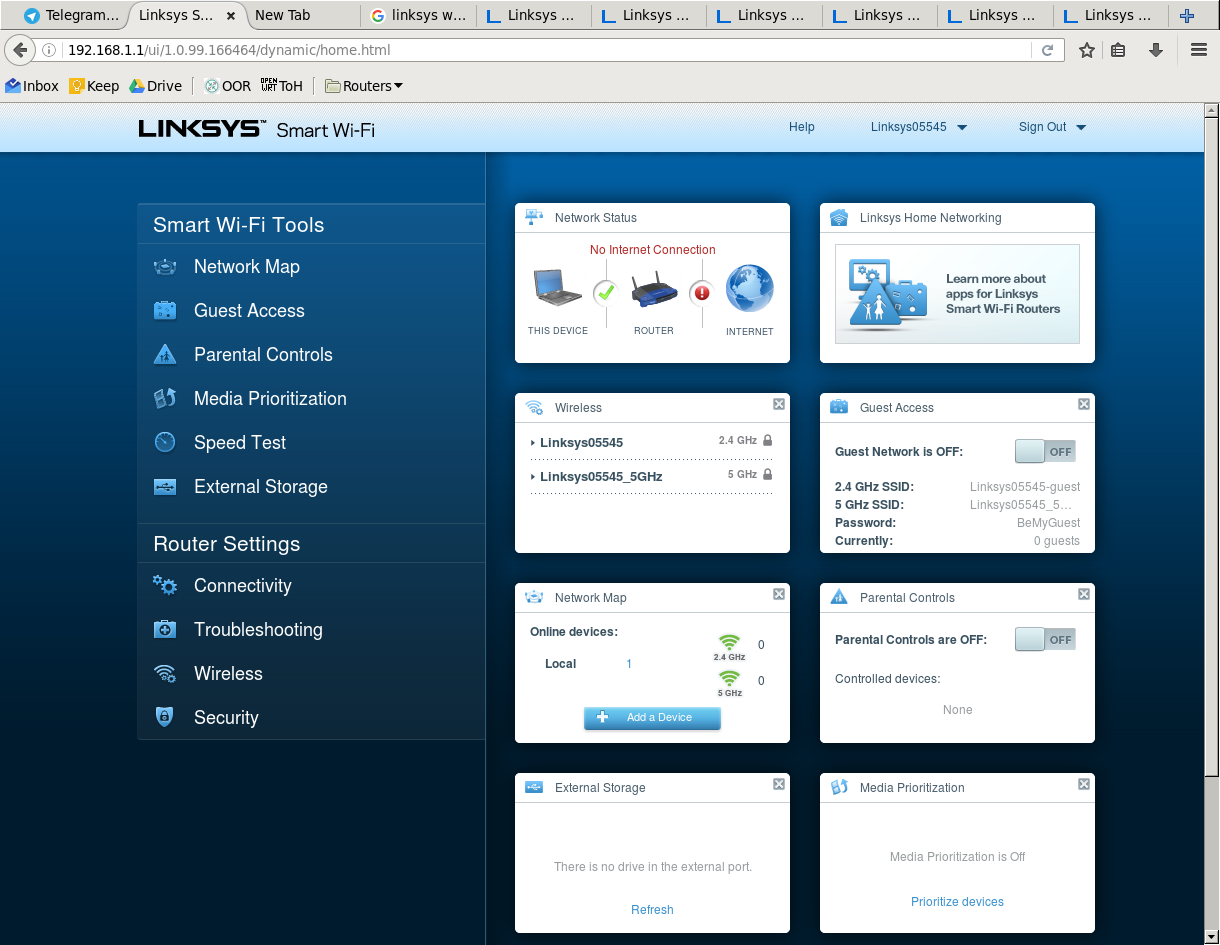 Telegram…
Linksys S…
New Tab
linksys w…
Linksys …
Linksys …
Linksys …
Linksys …
Linksys …
Linksys …
192.168.1.1/ui/1.0.99.166464/dynamic/home.html
Inbox
Keep
Drive
OOR
OPEN WRT
ToH
Routers
LINKSYS™ Smart Wi-Fi
Help
Linksys05545
Sign Out
Smart Wi-Fi Tools
Network Map
Guest Access
Parental Controls
Media Prioritization
Speed Test
External Storage
Router Settings
Connectivity
Troubleshooting
Wireless
Security
Network Status
No Internet Connection
THIS DEVICE
ROUTER
INTERNET
Linksys Home Networking
Learn more about
apps for Linksys
Smart Wi-Fi Routers
Wireless
Linksys05545 2.4 GHz
Linksys05545_5GHz 5 GHz
Guest Access
Guest Network is OFF: OFF
2.4 GHz SSID: Linksys05545-guest
5 GHz SSID: Linksys05545_5…
Password: BeMyGuest
Currently: 0 guests
Network Map
Online devices:
Local 1
2.4 GHz 0
5 GHz 0
Add a Device
Parental Controls
Parental Controls are OFF: OFF
Controlled devices:
None
External Storage
There is no drive in the external port.
Refresh
Media Prioritization
Media Prioritization is Off
Prioritize devices